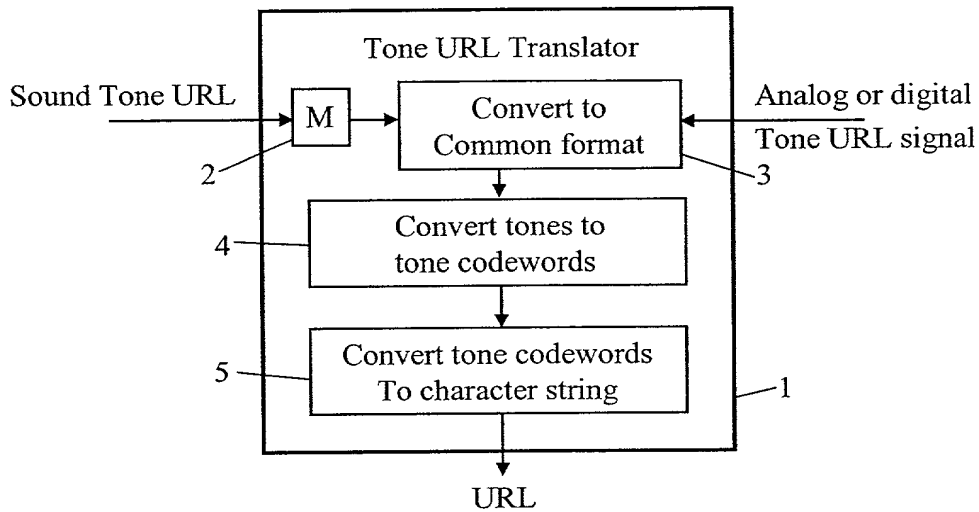 Tone URL Translator
Sound Tone URL
M
Convert to
Common format
Analog or digital
Tone URL signal
2
3
4
Convert tones to
tone codewords
5
Convert tone codewords
To character string
1
URL